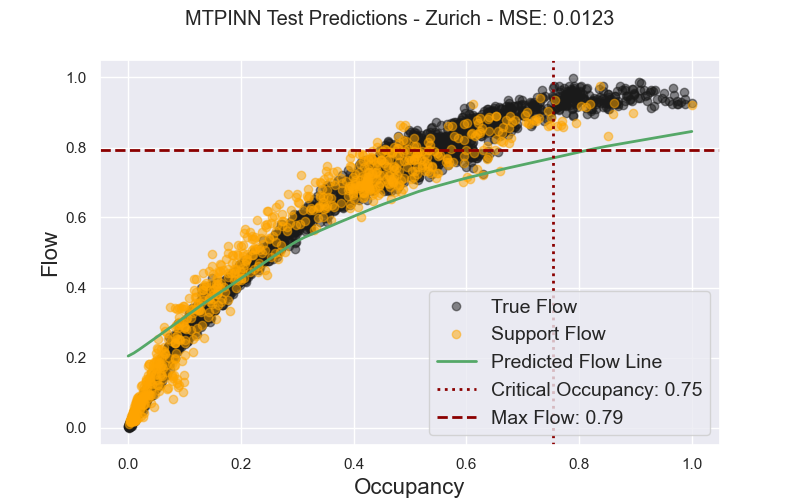 MTPINN Test Predictions - Zurich - MSE: 0.0123
1.0
0.8
0.6
0.4
0.2
0.0
Flow
True Flow
Support Flow
Predicted Flow Line
Critical Occupancy: 0.75
Max Flow: 0.79
0.0 0.2 0.4 0.6 0.8 1.0
Occupancy